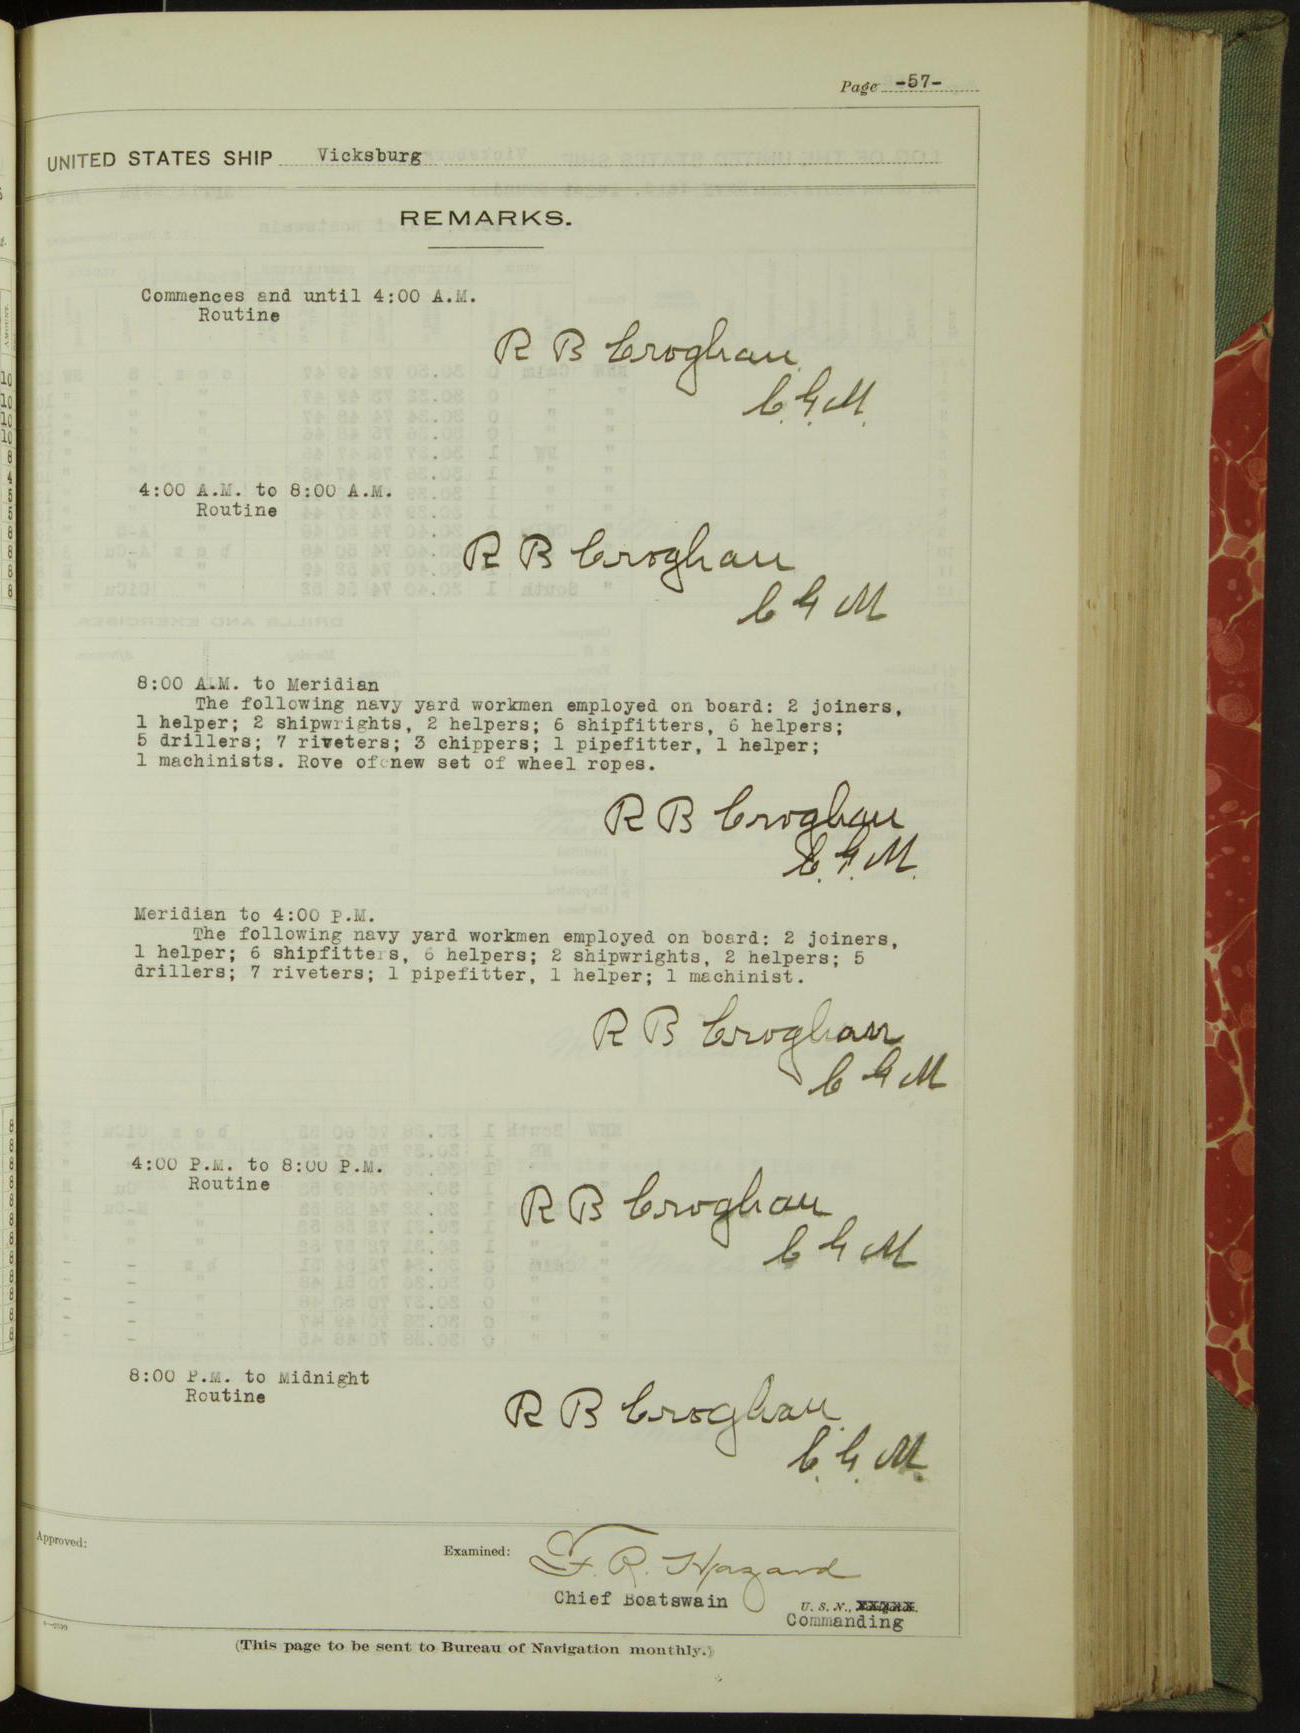 Page -57-
UNITED STATES SHIP Vicksburg
REMARKS.
Commences and until 4:00 A.M.
Routine
R B Croghan
C.G.M.
4:00 A.M. to 8:00 A.M.
Routine
R B Croghan
C G M
8:00 A.M. to Meridian
The following navy yard workmen employed on board: 2 joiners,
1 helper; 2 shipwrights, 2 helpers; 6 shipfitters, 6 helpers;
5 drillers; 7 riveters; 3 chippers; 1 pipefitter, 1 helper;
1 machinists. Rove of new set of wheel ropes.
R B Croghan
C.G.M.
Meridian to 4:00 P.M.
The following navy yard workmen employed on board: 2 joiners,
1 helper; 6 shipfitters, 6 helpers; 2 shipwrights, 2 helpers; 5
drillers; 7 riveters; 1 pipefitter, 1 helper; 1 machinist.
R B Croghan
C G M
4:00 P.M. to 8:00 P.M.
Routine
R B Croghan
C G M
8:00 P.M. to Midnight
Routine
R B Croghan
C.G.M.
Approved:
Examined: F. R. Hazard
Chief Boatswain U. S. N.,
Commanding
(This page to be sent to Bureau of Navigation monthly.)